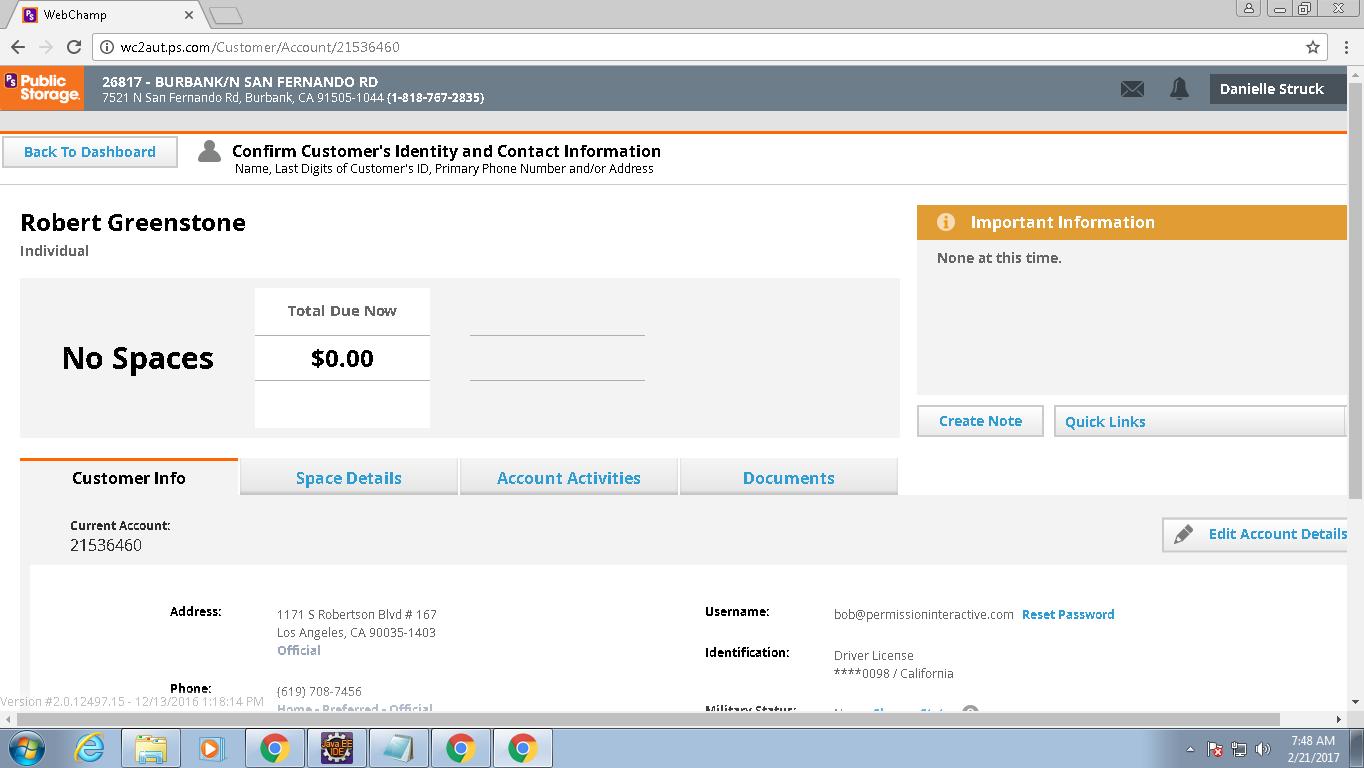 WebChamp
wc2aut.ps.com/Customer/Account/21536460
Ps Public Storage.
26817 - BURBANK/N SAN FERNANDO RD
7521 N San Fernando Rd, Burbank, CA 91505-1044 (1-818-767-2835)
Danielle Struck
Back To Dashboard
Confirm Customer's Identity and Contact Information
Name, Last Digits of Customer's ID, Primary Phone Number and/or Address
Robert Greenstone
Individual
Important Information
None at this time.
No Spaces
Total Due Now
$0.00
Create Note
Quick Links
Customer Info
Space Details
Account Activities
Documents
Current Account:
21536460
Edit Account Details
Address:
1171 S Robertson Blvd # 167
Los Angeles, CA 90035-1403
Official
Phone:
(619) 708-7456
Home - Preferred - Official
Username:
bob@permissioninteractive.com Reset Password
Identification:
Driver License
****0098 / California
Military Status:
Version #2.0.12497.15 - 12/13/2016 1:18:14 PM
Java EE
IDE
7:48 AM
2/21/2017